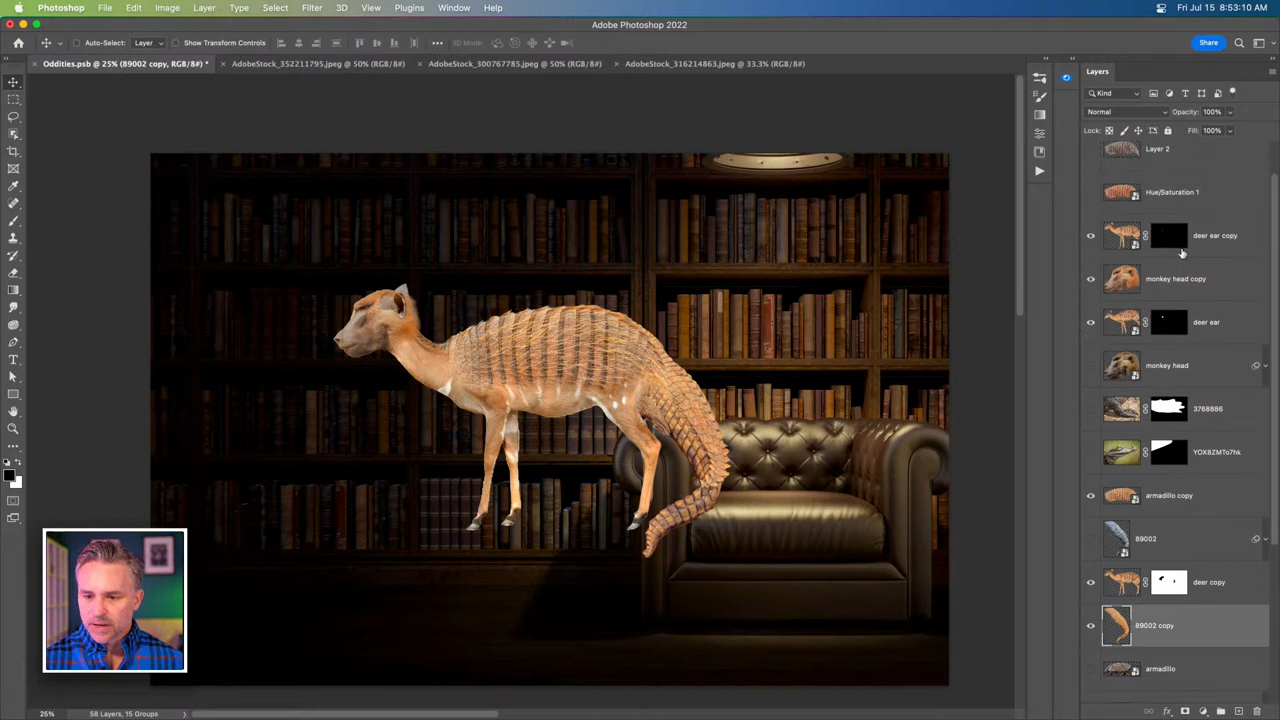 Photoshop File Edit Image Layer Type Select Filter 3D View Plugins Window Help Fri Jul 15 8:53:10 AM
Adobe Photoshop 2022
Auto-Select: Layer Show Transform Controls 3D Mode: Share
Oddities.psb @ 25% (89002 copy, RGB/8#) * AdobeStock_352211795.jpeg @ 50% (RGB/8#) AdobeStock_300767785.jpeg @ 50% (RGB/8#) AdobeStock_316214863.jpeg @ 33.3% (RGB/8#)
Layers
Kind
Normal Opacity: 100%
Lock: Fill: 100%
Layer 2
Hue/Saturation 1
deer ear copy
monkey head copy
deer ear
monkey head
3768886
YOX8ZMTo7hk
armadillo copy
89002
deer copy
89002 copy
armadillo
25% 58 Layers, 15 Groups